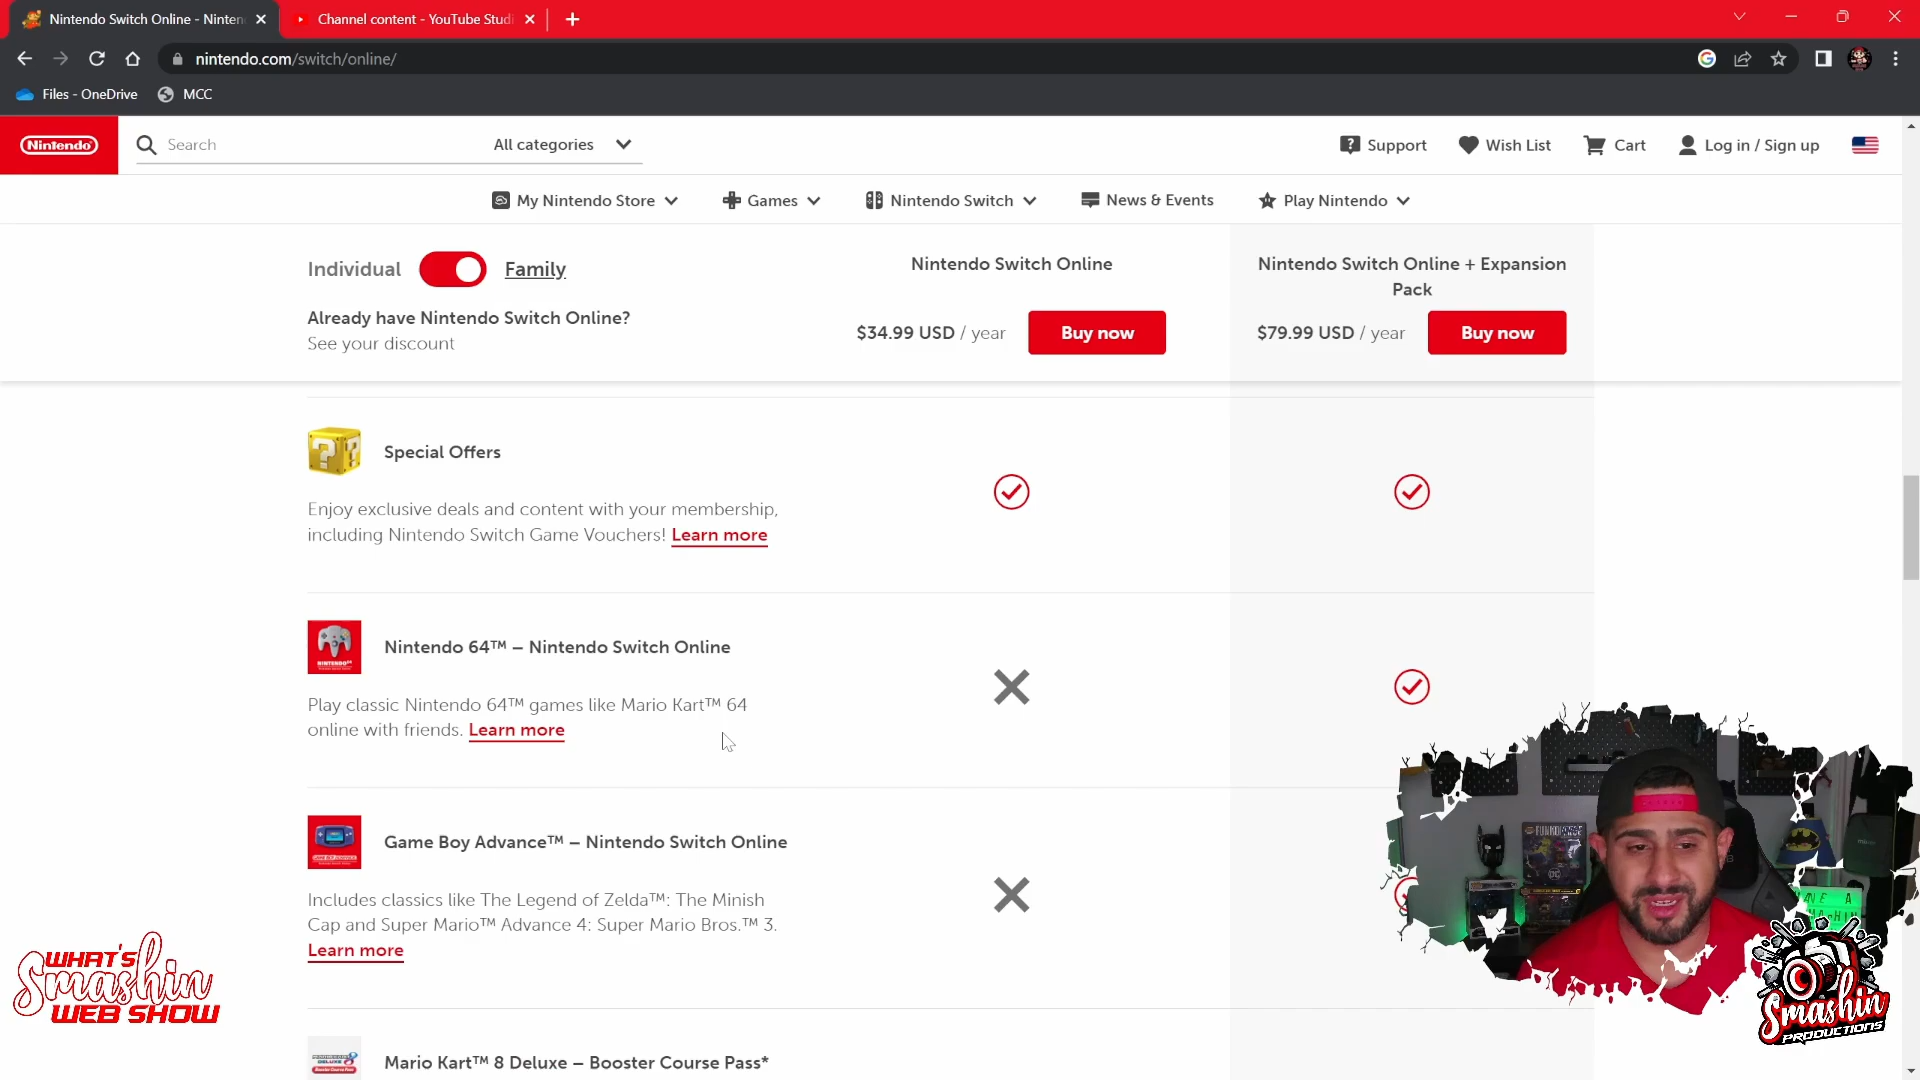 Nintendo Switch Online - Ninten
Channel content - YouTube Studi
nintendo.com/switch/online/
Files - OneDrive
MCC
Nintendo
Search
All categories
Support
Wish List
Cart
Log in / Sign up
My Nintendo Store
Games
Nintendo Switch
News & Events
Play Nintendo
Individual
Family
Already have Nintendo Switch Online?
See your discount
Nintendo Switch Online
$34.99 USD / year
Buy now
Nintendo Switch Online + Expansion
Pack
$79.99 USD / year
Buy now
Special Offers
Enjoy exclusive deals and content with your membership,
including Nintendo Switch Game Vouchers! Learn more
Nintendo 64™ – Nintendo Switch Online
Play classic Nintendo 64™ games like Mario Kart™ 64
online with friends. Learn more
Game Boy Advance™ – Nintendo Switch Online
Includes classics like The Legend of Zelda™: The Minish
Cap and Super Mario™ Advance 4: Super Mario Bros.™ 3.
Learn more
Mario Kart™ 8 Deluxe – Booster Course Pass*
WHAT'S
Smashin
WEB SHOW
Smashin
PRODUCTIONS